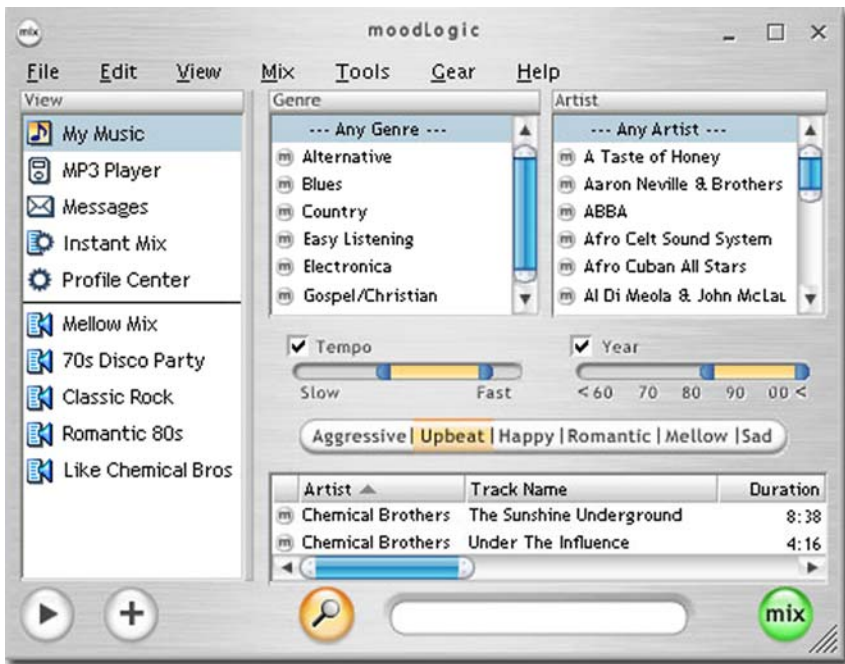 mix
moodLogic
File Edit View Mix Tools Gear Help
View
My Music
MP3 Player
Messages
Instant Mix
Profile Center
Mellow Mix
70s Disco Party
Classic Rock
Romantic 80s
Like Chemical Bros
Genre
--- Any Genre ---
m Alternative
m Blues
m Country
m Easy Listening
m Electronica
m Gospel/Christian
Artist
--- Any Artist ---
m A Taste of Honey
m Aaron Neville & Brothers
m ABBA
m Afro Celt Sound System
m Afro Cuban All Stars
m Al Di Meola & John McLau
Tempo
Slow Fast
Year
<60 70 80 90 00<
Aggressive| Upbeat |Happy |Romantic |Mellow |Sad
Artist Track Name Duration
m Chemical Brothers The Sunshine Underground 8:38
m Chemical Brothers Under The Influence 4:16
mix